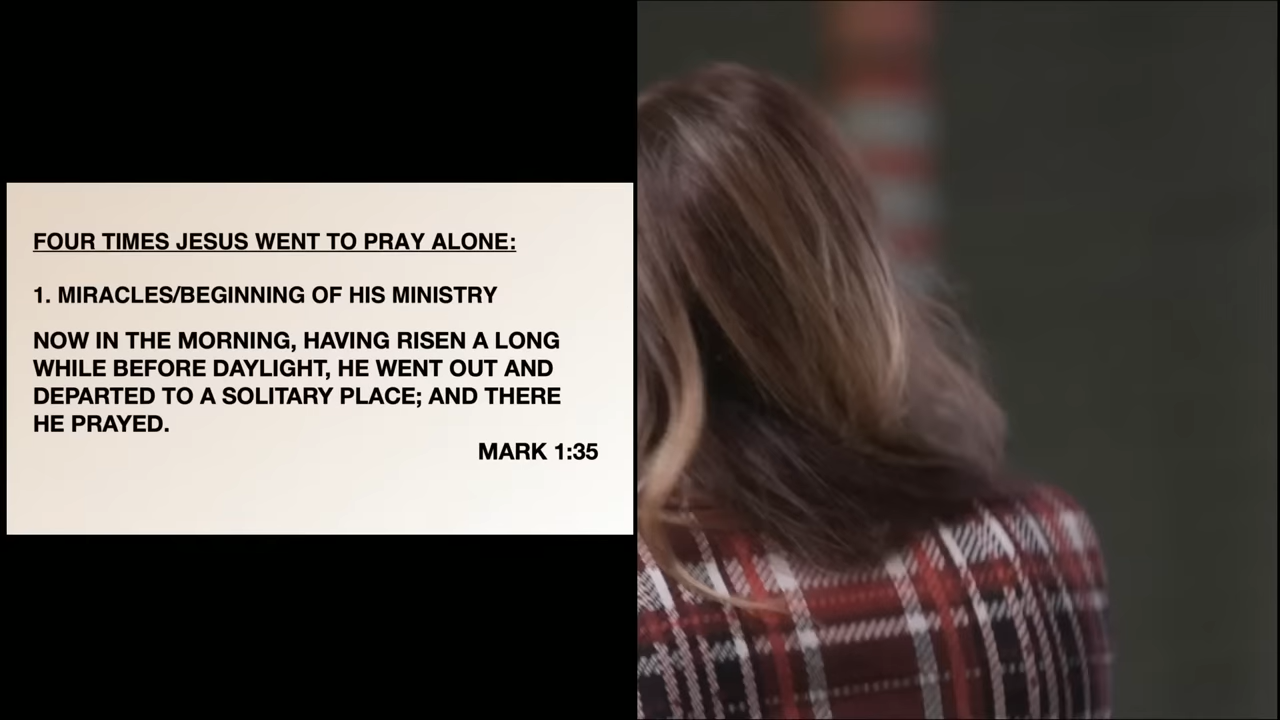 FOUR TIMES JESUS WENT TO PRAY ALONE:
1. MIRACLES/BEGINNING OF HIS MINISTRY
NOW IN THE MORNING, HAVING RISEN A LONG
WHILE BEFORE DAYLIGHT, HE WENT OUT AND
DEPARTED TO A SOLITARY PLACE; AND THERE
HE PRAYED.
MARK 1:35